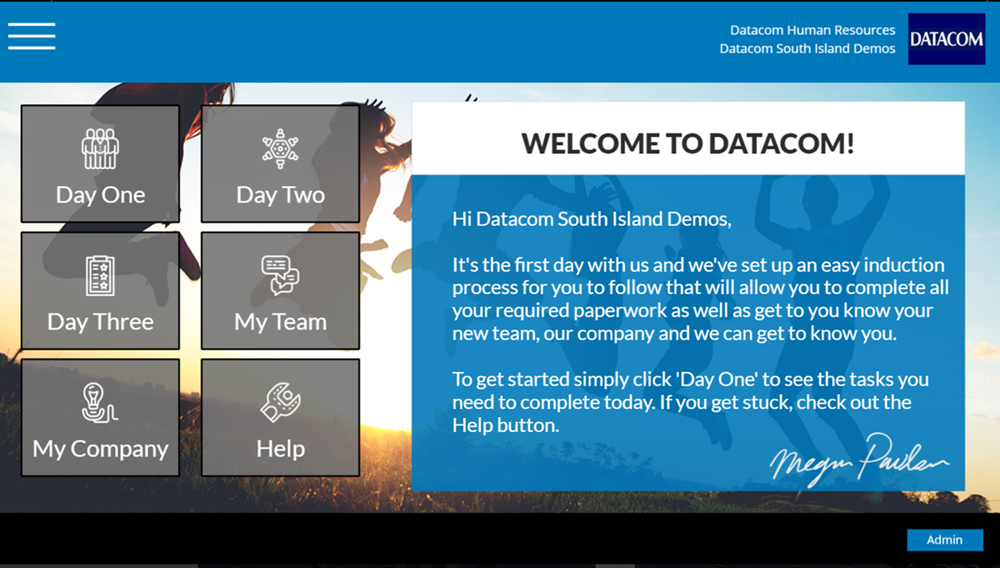 Datacom Human Resources
Datacom South Island Demos
DATACOM
Day One
Day Two
Day Three
My Team
My Company
Help
WELCOME TO DATACOM!
Hi Datacom South Island Demos,
It's the first day with us and we've set up an easy induction
process for you to follow that will allow you to complete all
your required paperwork as well as get to you know your
new team, our company and we can get to know you.
To get started simply click 'Day One' to see the tasks you
need to complete today. If you get stuck, check out the
Help button.
Megan
Admin